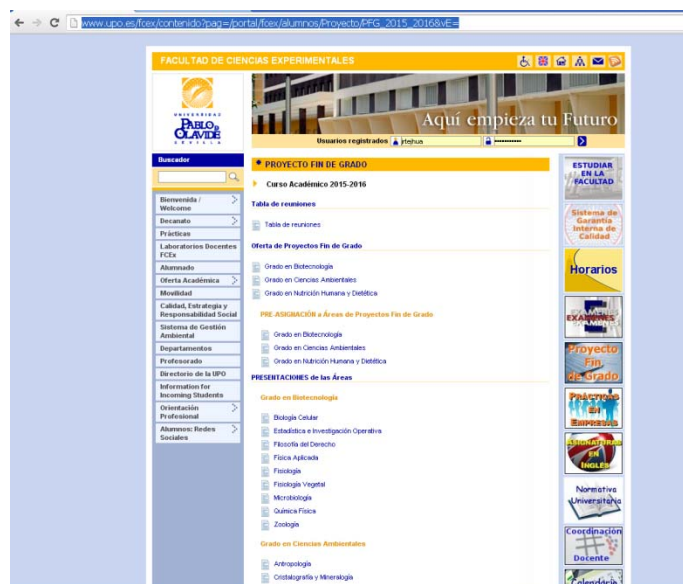 www.upo.es/fcex/contenido?pag=/portal/fcex/alumnos/Proyecto/PFG_2015_2016&vE=
FACULTAD DE CIENCIAS EXPERIMENTALES
UNIVERSIDAD
PABLO DE
OLAVIDE
SEVILLA
Aquí empieza tu Futuro
Usuarios registrados
rtejhua
Buscador
Bienvenida /
Welcome
Decanato
Prácticas
Laboratorios Docentes
FCEx
Alumnado
Oferta Académica
Movilidad
Calidad, Estrategia y
Responsabilidad Social
Sistema de Gestión
Ambiental
Departamentos
Profesorado
Directorio de la UPO
Information for
Incoming Students
Orientación
Profesional
Alumnos: Redes
Sociales
PROYECTO FIN DE GRADO
Curso Académico 2015-2016
Tabla de reuniones
Tabla de reuniones
Oferta de Proyectos Fin de Grado
Grado en Biotecnología
Grado en Ciencias Ambientales
Grado en Nutrición Humana y Dietética
PRE-ASIGNACIÓN a Áreas de Proyectos Fin de Grado
Grado en Biotecnología
Grado en Ciencias Ambientales
Grado en Nutrición Humana y Dietética
PRESENTACIONES de las Áreas
Grado en Biotecnología
Biología Celular
Estadística e Investigación Operativa
Filosofía del Derecho
Física Aplicada
Fisiología
Fisiología Vegetal
Microbiología
Química Física
Zoología
Grado en Ciencias Ambientales
Antropología
Cristalografía y Mineralogía
ESTUDIAR
EN LA
FACULTAD
Sistema de
Garantía
Interna de
Calidad
Horarios
EXÁMENES
Proyecto
Fin
de Grado
PRÁCTICAS
EN
EMPRESAS
ASIGNATURAS
EN
INGLÉS
Normativa
Universitaria
Coordinación
Docente
Calendario